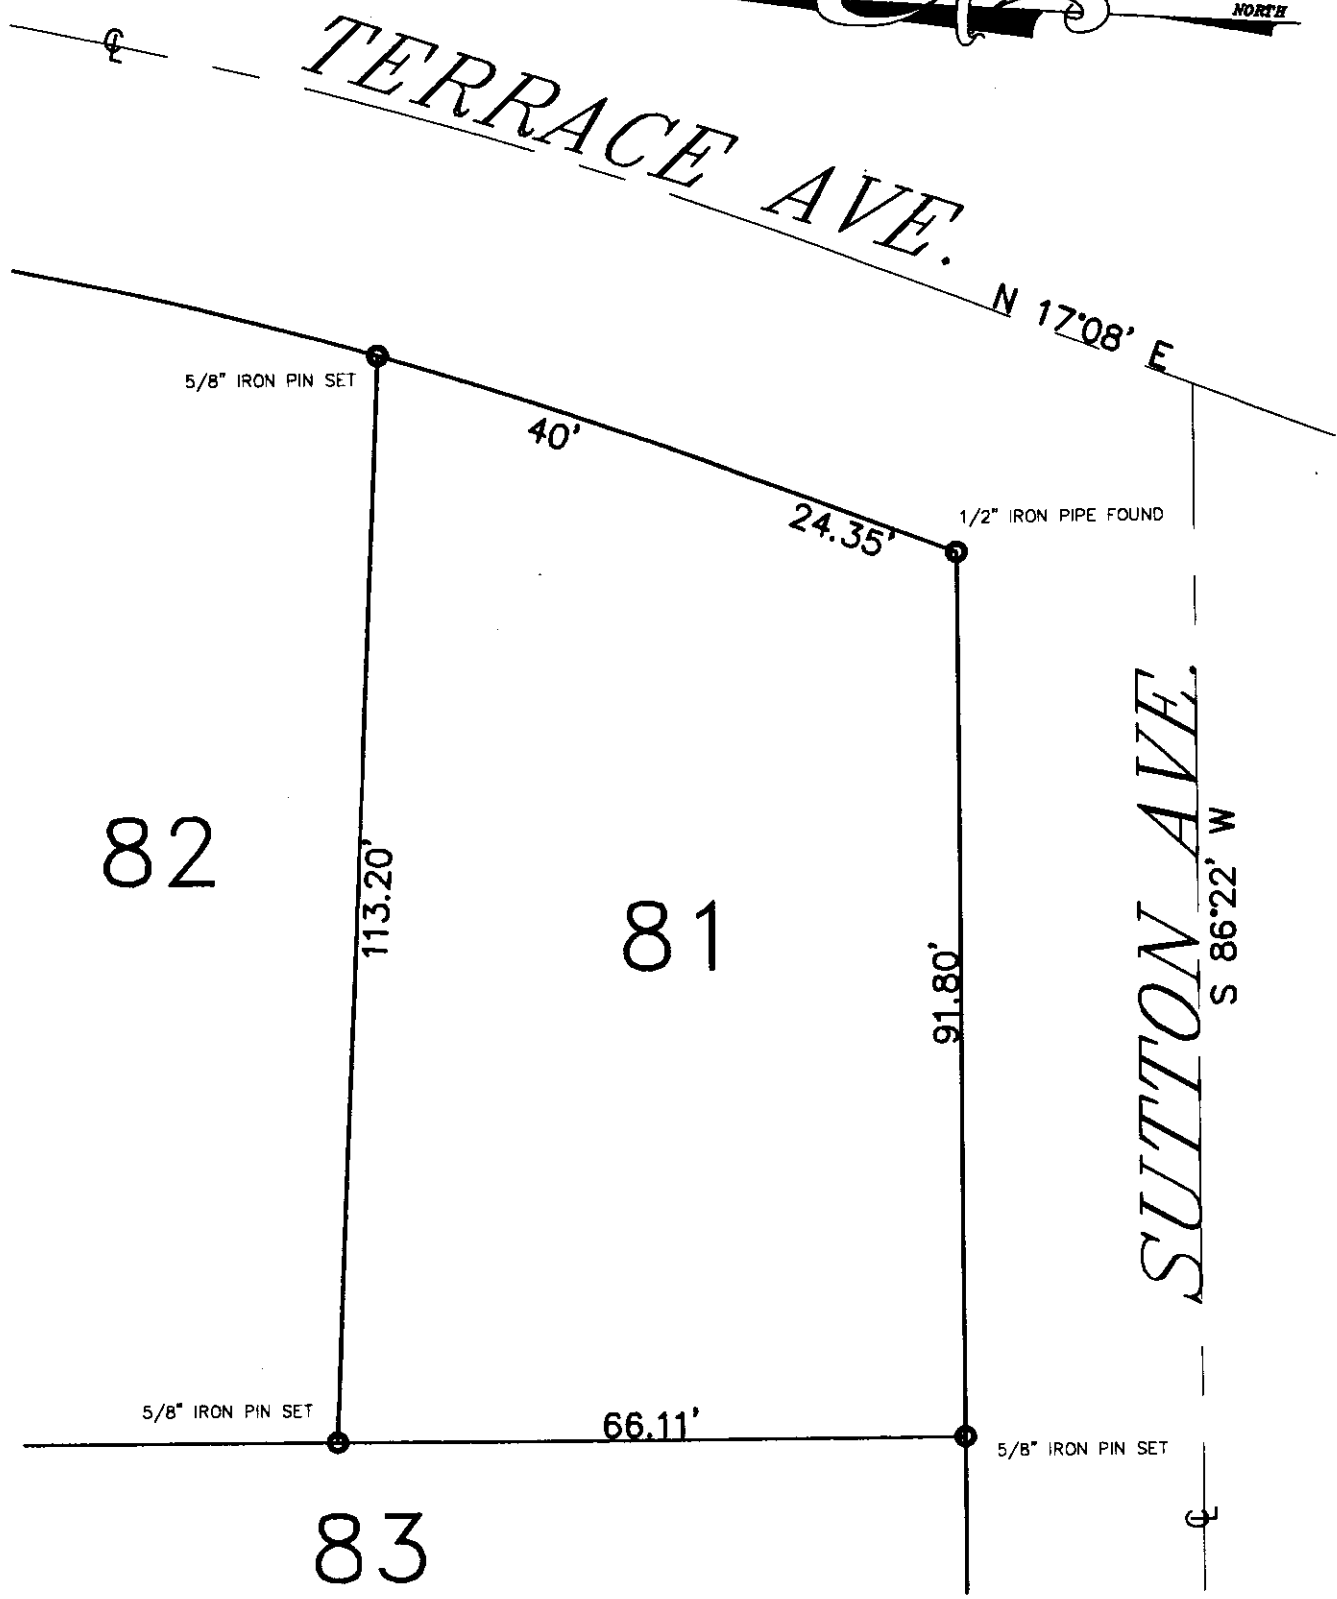 NORTH
℄
TERRACE AVE.
N 17°08' E
5/8" IRON PIN SET
40'
24.35'
1/2" IRON PIPE FOUND
82
113.20'
81
91.80'
SUTTON AVE.
S 86°22' W
5/8" IRON PIN SET
66.11'
5/8" IRON PIN SET
℄
83